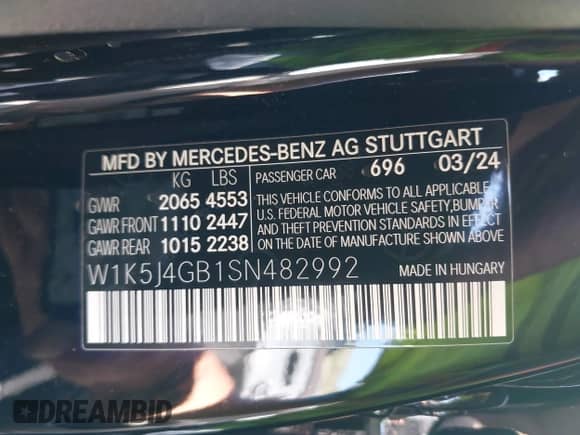 MFD BY MERCEDES-BENZ AG STUTTGART
KG LBS PASSENGER CAR 696 03/24
GVWR 2065 4553
GAWR FRONT 1110 2447
GAWR REAR 1015 2238
THIS VEHICLE CONFORMS TO ALL APPLICABLE
U.S. FEDERAL MOTOR VEHICLE SAFETY,BUMPER
AND THEFT PREVENTION STANDARDS IN EFFECT
ON THE DATE OF MANUFACTURE SHOWN ABOVE.
W1K5J4GB1SN482992 MADE IN HUNGARY
DREAMBID